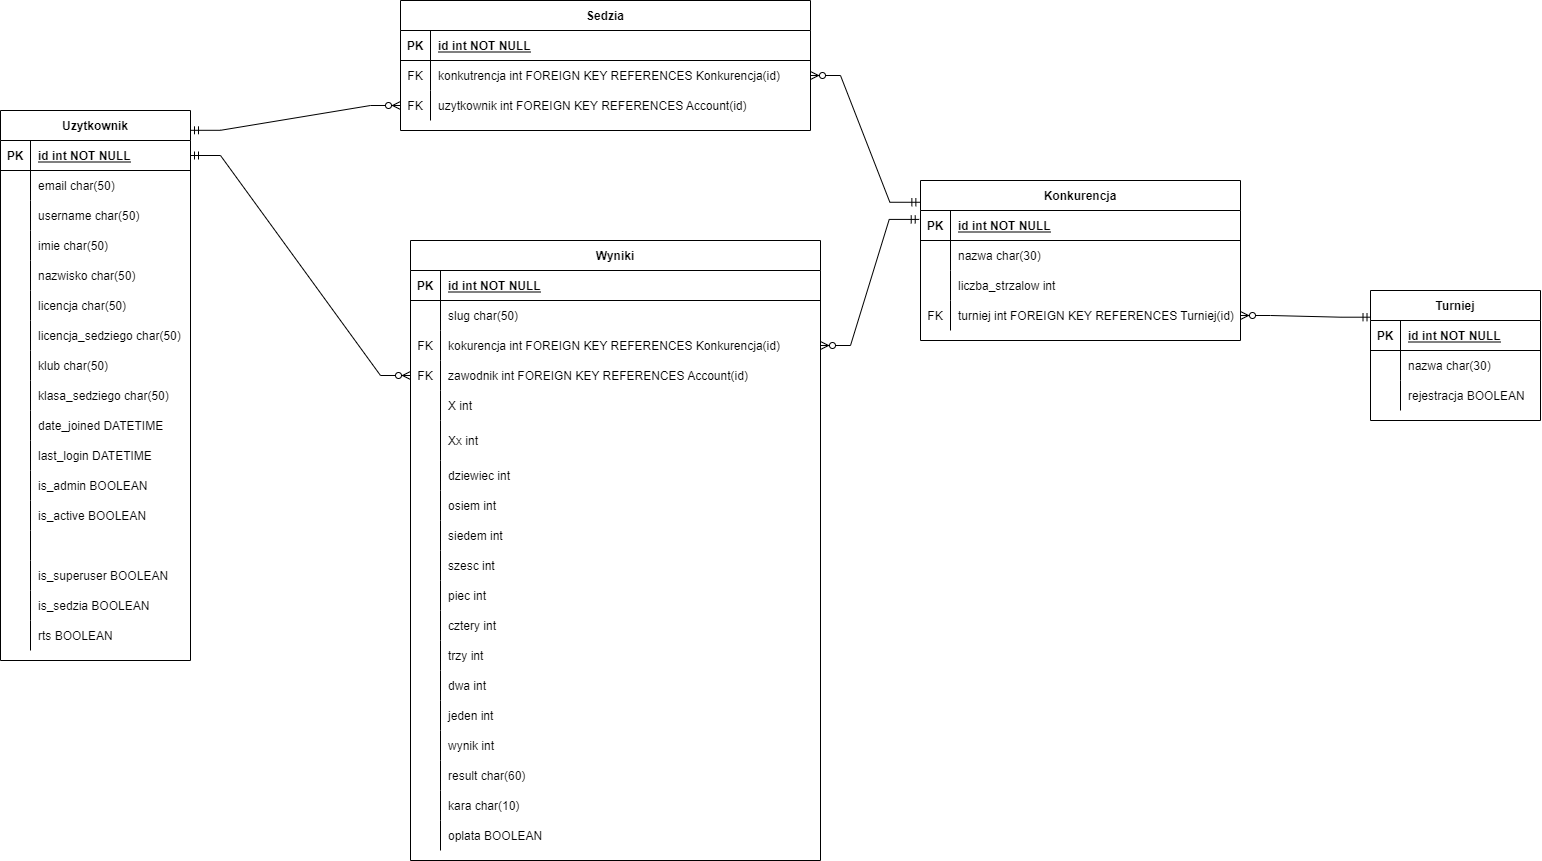 Sedzia
PK id int NOT NULL
FK konkutrencja int FOREIGN KEY REFERENCES Konkurencja(id)
FK uzytkownik int FOREIGN KEY REFERENCES Account(id)
Uzytkownik
PK id int NOT NULL
email char(50)
username char(50)
imie char(50)
nazwisko char(50)
licencja char(50)
licencja_sedziego char(50)
klub char(50)
klasa_sedziego char(50)
date_joined DATETIME
last_login DATETIME
is_admin BOOLEAN
is_active BOOLEAN
is_superuser BOOLEAN
is_sedzia BOOLEAN
rts BOOLEAN
Wyniki
PK id int NOT NULL
slug char(50)
FK kokurencja int FOREIGN KEY REFERENCES Konkurencja(id)
FK zawodnik int FOREIGN KEY REFERENCES Account(id)
X int
Xx int
dziewiec int
osiem int
siedem int
szesc int
piec int
cztery int
trzy int
dwa int
jeden int
wynik int
result char(60)
kara char(10)
oplata BOOLEAN
Konkurencja
PK id int NOT NULL
nazwa char(30)
liczba_strzalow int
FK turniej int FOREIGN KEY REFERENCES Turniej(id)
Turniej
PK id int NOT NULL
nazwa char(30)
rejestracja BOOLEAN